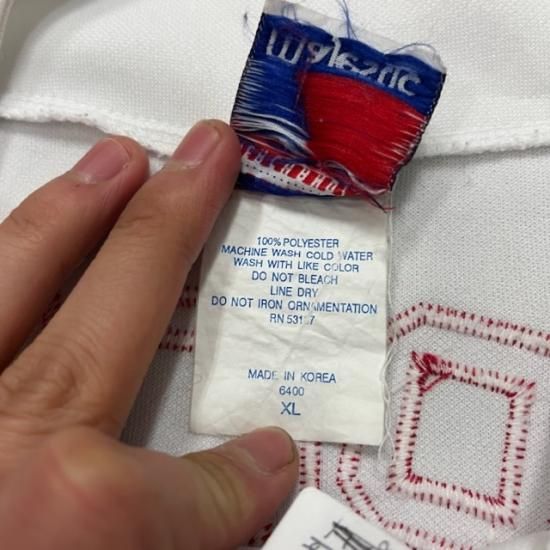 100% POLYESTER
MACHINE WASH COLD WATER
WASH WITH LIKE COLOR
DO NOT BLEACH
LINE DRY
DO NOT IRON ORNAMENTATION
MADE IN KOREA
6400
XL